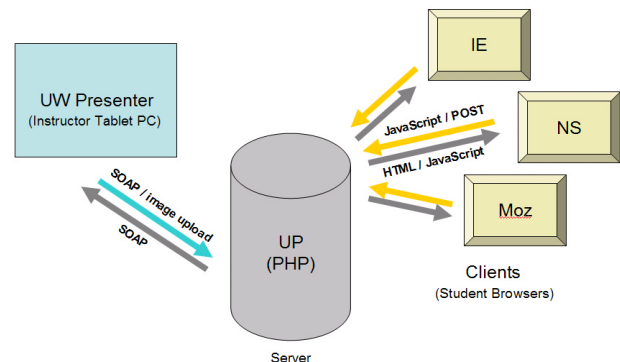 UW Presenter
(Instructor Tablet PC)
SOAP / image upload
SOAP
UP
(PHP)
Server
IE
JavaScript / POST
HTML / JavaScript
NS
Moz
Clients
(Student Browsers)